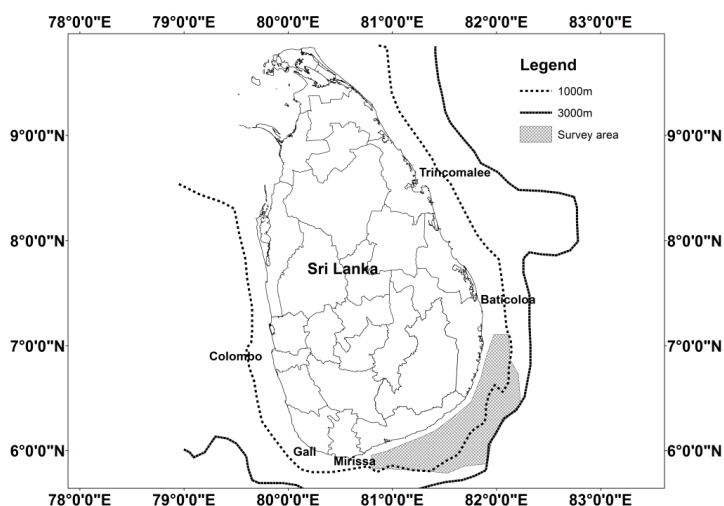 78°0'0"E 79°0'0"E 80°0'0"E 81°0'0"E 82°0'0"E 83°0'0"E
Legend
1000m
3000m
Survey area
9°0'0"N 9°0'0"N
Trincomalee
8°0'0"N 8°0'0"N
Sri Lanka
Baticoloa
7°0'0"N 7°0'0"N
Colombo
6°0'0"N 6°0'0"N
Gall
Mirissa
78°0'0"E 79°0'0"E 80°0'0"E 81°0'0"E 82°0'0"E 83°0'0"E